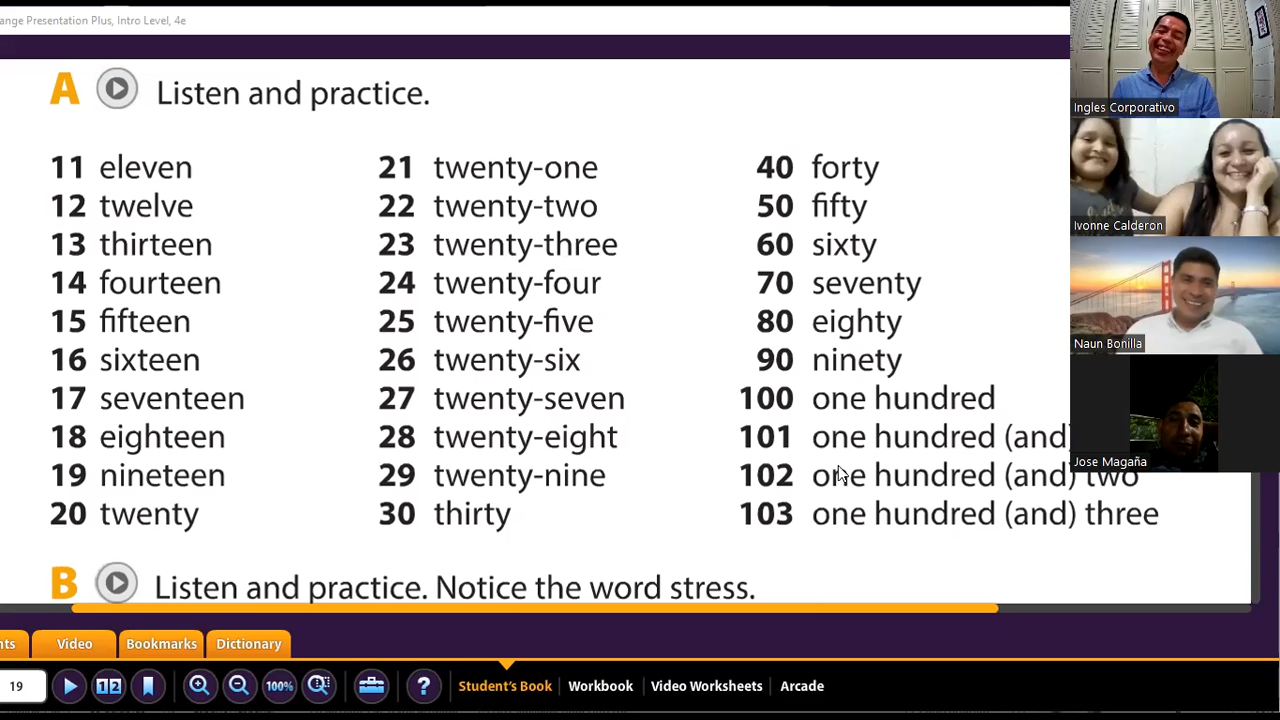 ange Presentation Plus, Intro Level, 4e
A Listen and practice.
11 eleven 21 twenty-one 40 forty
12 twelve 22 twenty-two 50 fifty
13 thirteen 23 twenty-three 60 sixty
14 fourteen 24 twenty-four 70 seventy
15 fifteen 25 twenty-five 80 eighty
16 sixteen 26 twenty-six 90 ninety
17 seventeen 27 twenty-seven 100 one hundred
18 eighteen 28 twenty-eight 101 one hundred (and)
19 nineteen 29 twenty-nine 102 one hundred (and) two
20 twenty 30 thirty 103 one hundred (and) three
B Listen and practice. Notice the word stress.
Ingles Corporativo
Ivonne Calderon
Naun Bonilla
Jose Magaña
nts Video Bookmarks Dictionary
19 1 2 100% ? Student's Book Workbook Video Worksheets Arcade